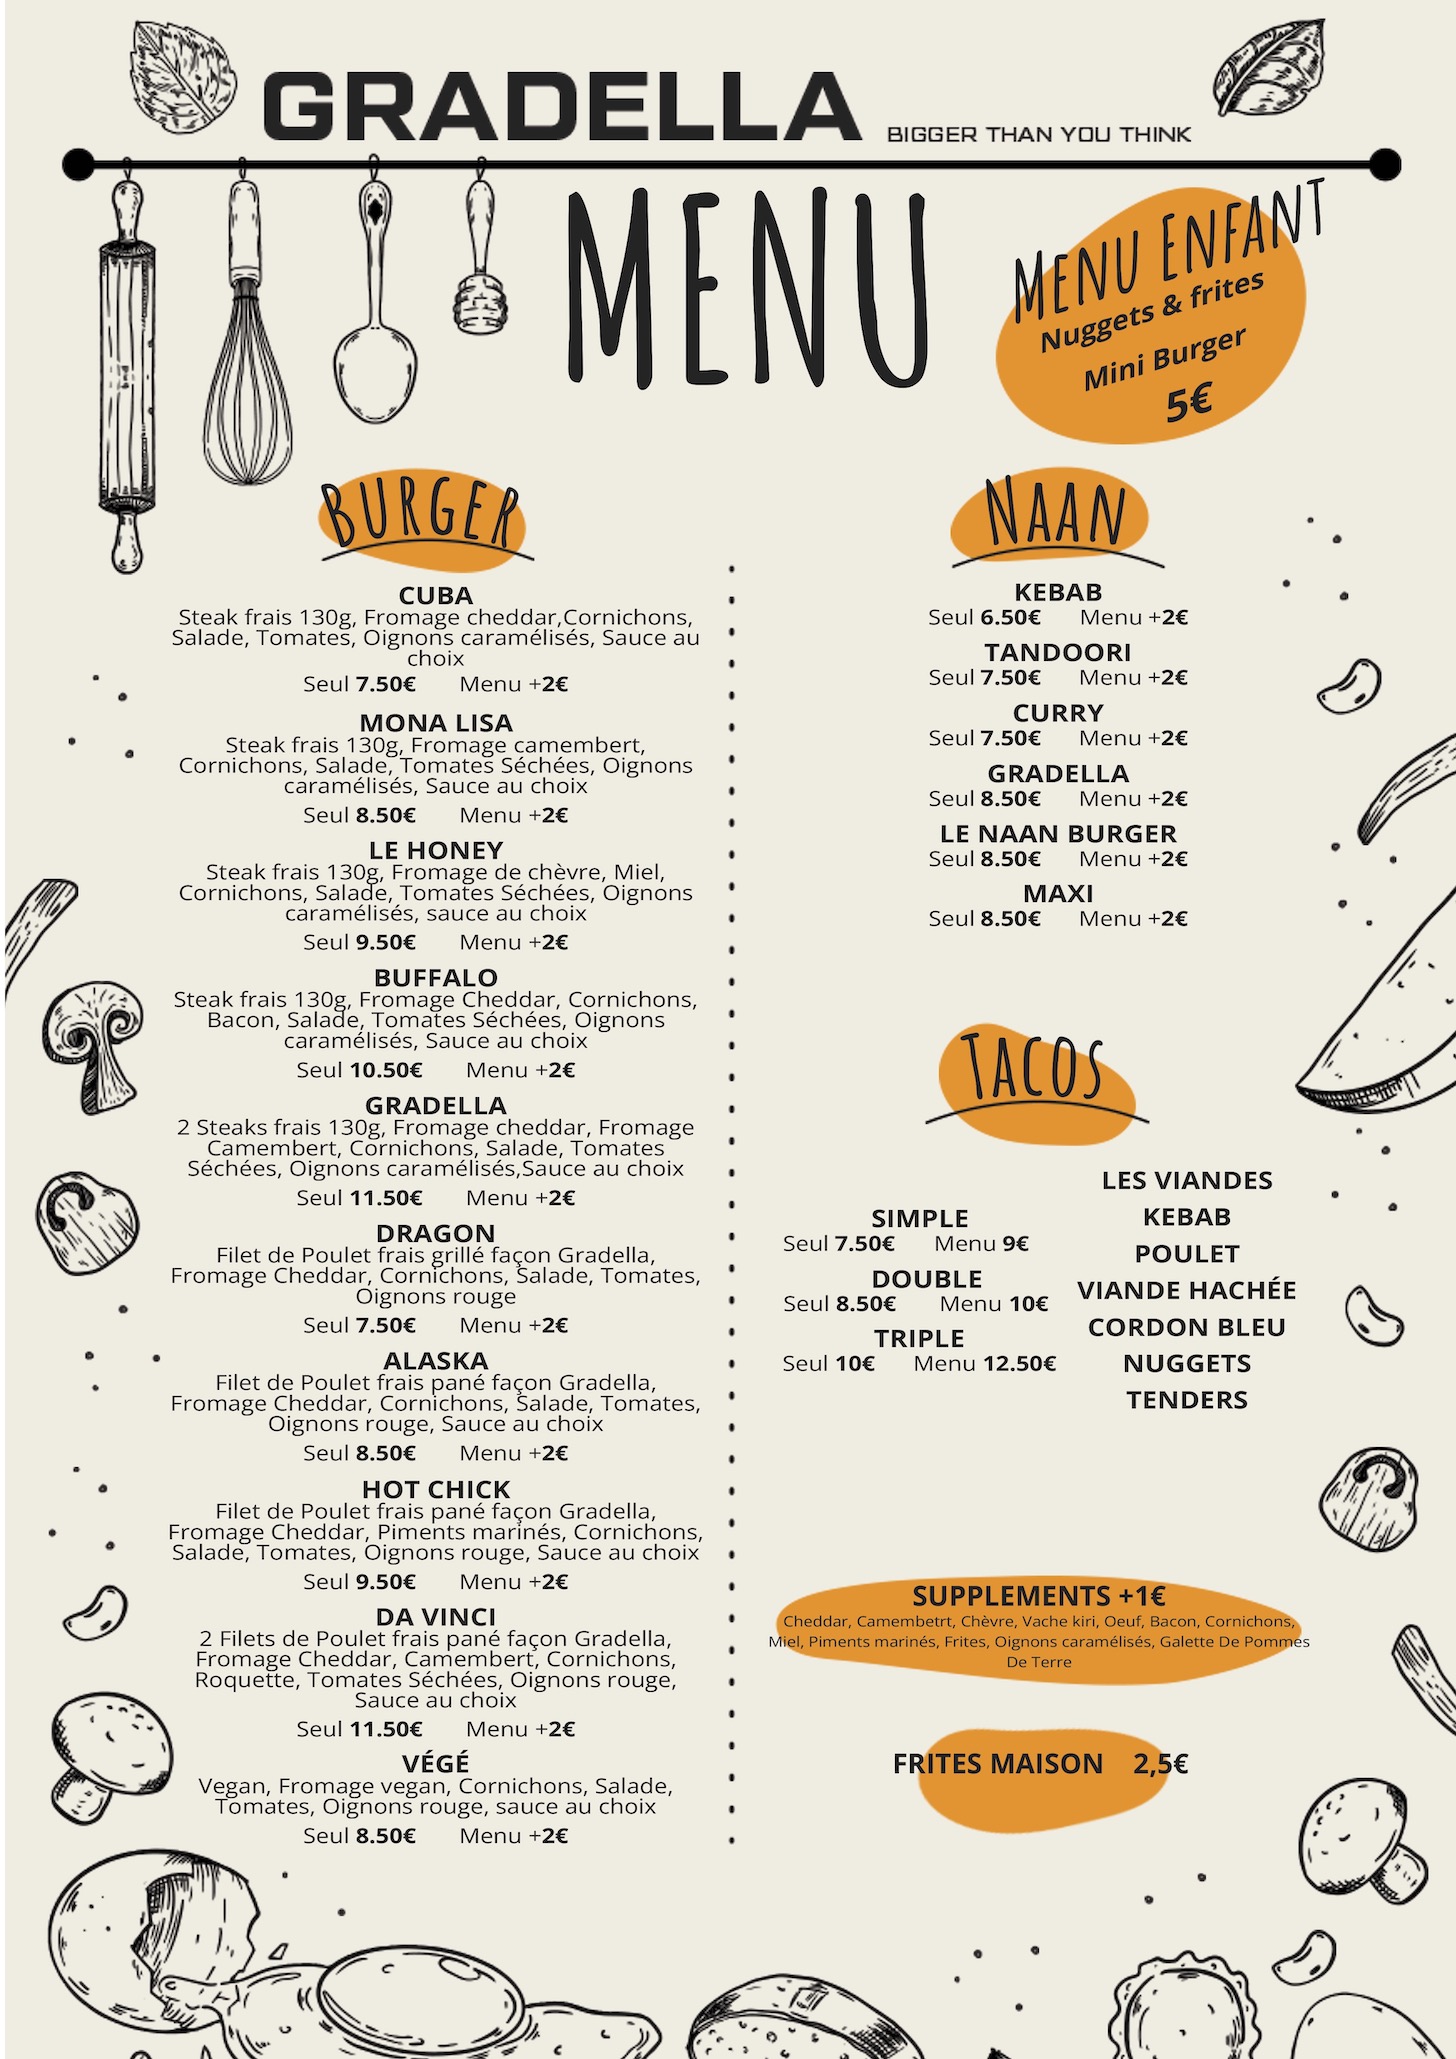 GRADELLA BIGGER THAN YOU THINK
MENU
MENU ENFANT
Nuggets & frites
Mini Burger
5€
BURGER
CUBA
Steak frais 130g, Fromage cheddar,Cornichons,
Salade, Tomates, Oignons caramélisés, Sauce au
choix
Seul 7.50€ Menu +2€
MONA LISA
Steak frais 130g, Fromage camembert,
Cornichons, Salade, Tomates Séchées, Oignons
caramélisés, Sauce au choix
Seul 8.50€ Menu +2€
LE HONEY
Steak frais 130g, Fromage de chèvre, Miel,
Cornichons, Salade, Tomates Séchées, Oignons
caramélisés, sauce au choix
Seul 9.50€ Menu +2€
BUFFALO
Steak frais 130g, Fromage Cheddar, Cornichons,
Bacon, Salade, Tomates Séchées, Oignons
caramélisés, Sauce au choix
Seul 10.50€ Menu +2€
GRADELLA
2 Steaks frais 130g, Fromage cheddar, Fromage
Camembert, Cornichons, Salade, Tomates
Séchées, Oignons caramélisés,Sauce au choix
Seul 11.50€ Menu +2€
DRAGON
Filet de Poulet frais grillé façon Gradella,
Fromage Cheddar, Cornichons, Salade, Tomates,
Oignons rouge
Seul 7.50€ Menu +2€
ALASKA
Filet de Poulet frais pané façon Gradella,
Fromage Cheddar, Cornichons, Salade, Tomates,
Oignons rouge, Sauce au choix
Seul 8.50€ Menu +2€
HOT CHICK
Filet de Poulet frais pané façon Gradella,
Fromage Cheddar, Piments marinés, Cornichons,
Salade, Tomates, Oignons rouge, Sauce au choix
Seul 9.50€ Menu +2€
DA VINCI
2 Filets de Poulet frais pané façon Gradella,
Fromage Cheddar, Camembert, Cornichons,
Roquette, Tomates Séchées, Oignons rouge,
Sauce au choix
Seul 11.50€ Menu +2€
VÉGÉ
Vegan, Fromage vegan, Cornichons, Salade,
Tomates, Oignons rouge, sauce au choix
Seul 8.50€ Menu +2€
NAAN
KEBAB
Seul 6.50€ Menu +2€
TANDOORI
Seul 7.50€ Menu +2€
CURRY
Seul 7.50€ Menu +2€
GRADELLA
Seul 8.50€ Menu +2€
LE NAAN BURGER
Seul 8.50€ Menu +2€
MAXI
Seul 8.50€ Menu +2€
TACOS
SIMPLE
Seul 7.50€ Menu 9€
DOUBLE
Seul 8.50€ Menu 10€
TRIPLE
Seul 10€ Menu 12.50€
LES VIANDES
KEBAB
POULET
VIANDE HACHÉE
CORDON BLEU
NUGGETS
TENDERS
SUPPLEMENTS +1€
Cheddar, Camembetrt, Chèvre, Vache kiri, Oeuf, Bacon, Cornichons,
Miel, Piments marinés, Frites, Oignons caramélisés, Galette De Pommes
De Terre
FRITES MAISON 2,5€